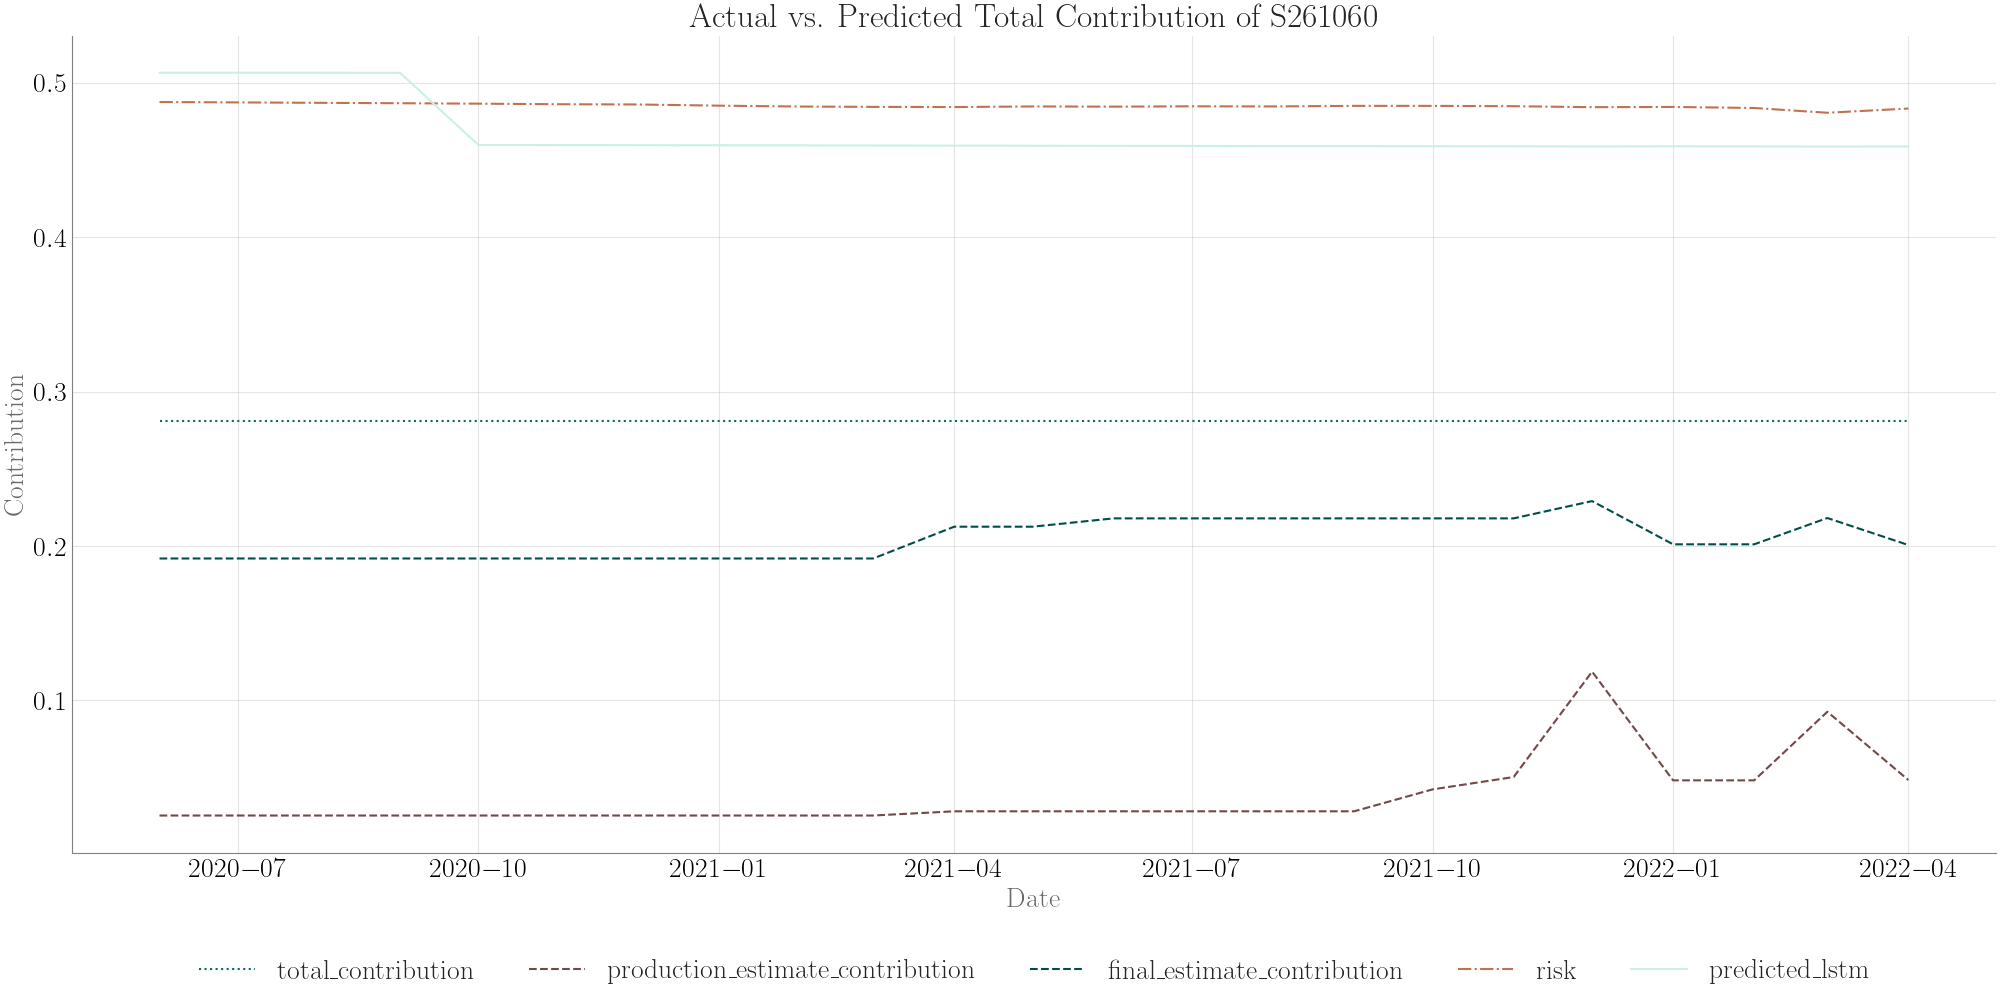 Actual vs. Predicted Total Contribution of S261060
Contribution
0.5
0.4
0.3
0.2
0.1
2020−07 2020−10 2021−01 2021−04 2021−07 2021−10 2022−01 2022−04
Date
total_contribution production_estimate_contribution final_estimate_contribution risk predicted_lstm